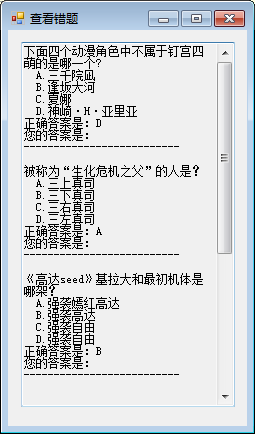 查看错题
下面四个动漫角色中不属于钉宫四
萌的是哪一个?
A.三千院凪
B.逢坂大河
C.夏娜
D.神崎·H·亚里亚
正确答案是: D
您的答案是:
--------------------------
被称为“生化危机之父”的人是?
A.三上真司
B.三下真司
C.三右真司
D.三左真司
正确答案是: A
您的答案是:
--------------------------
《高达seed》基拉大和最初机体是
哪架?
A.强袭嫣红高达
B.强袭高达
C.强袭自由
D.强袭自由
正确答案是: B
您的答案是:
--------------------------